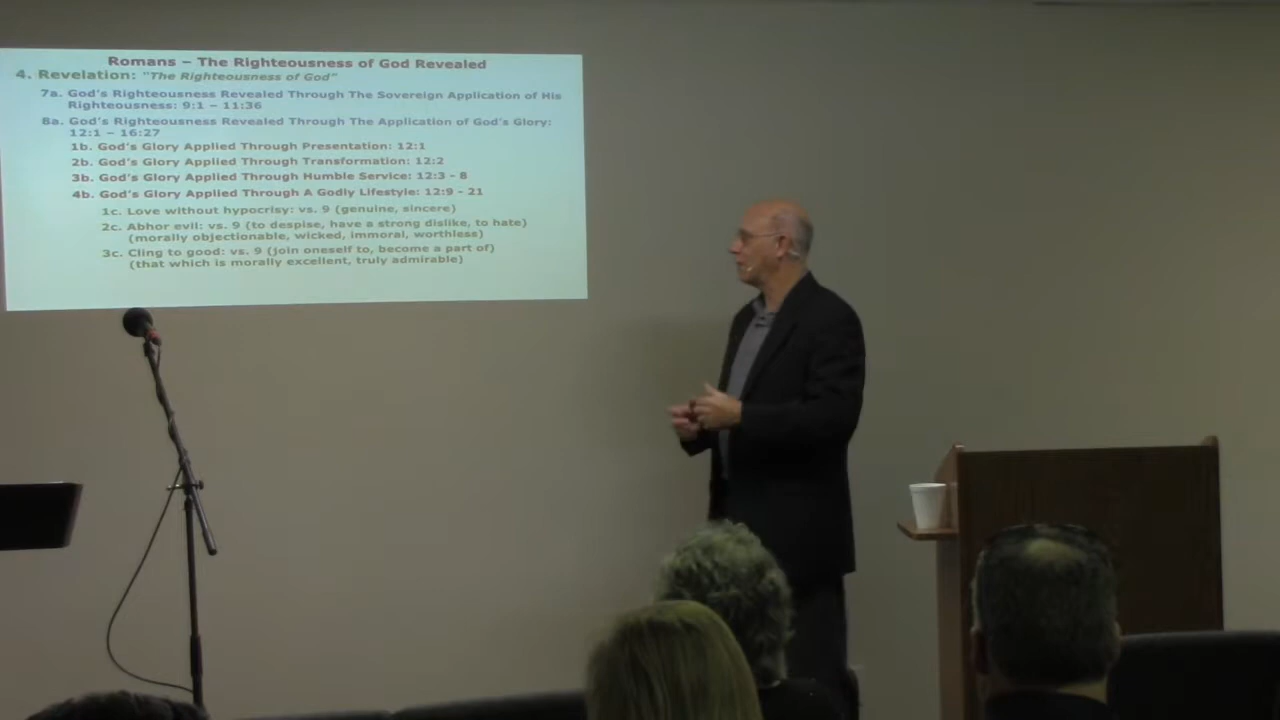 Romans – The Righteousness of God Revealed
4. Revelation: "The Righteousness of God"
7a. God's Righteousness Revealed Through The Sovereign Application of His
Righteousness: 9:1 – 11:36
8a. God's Righteousness Revealed Through The Application of God's Glory:
12:1 – 16:27
1b. God's Glory Applied Through Presentation: 12:1
2b. God's Glory Applied Through Transformation: 12:2
3b. God's Glory Applied Through Humble Service: 12:3 - 8
4b. God's Glory Applied Through A Godly Lifestyle: 12:9 - 21
1c. Love without hypocrisy: vs. 9 (genuine, sincere)
2c. Abhor evil: vs. 9 (to despise, have a strong dislike, to hate)
(morally objectionable, wicked, immoral, worthless)
3c. Cling to good: vs. 9 (join oneself to, become a part of)
(that which is morally excellent, truly admirable)